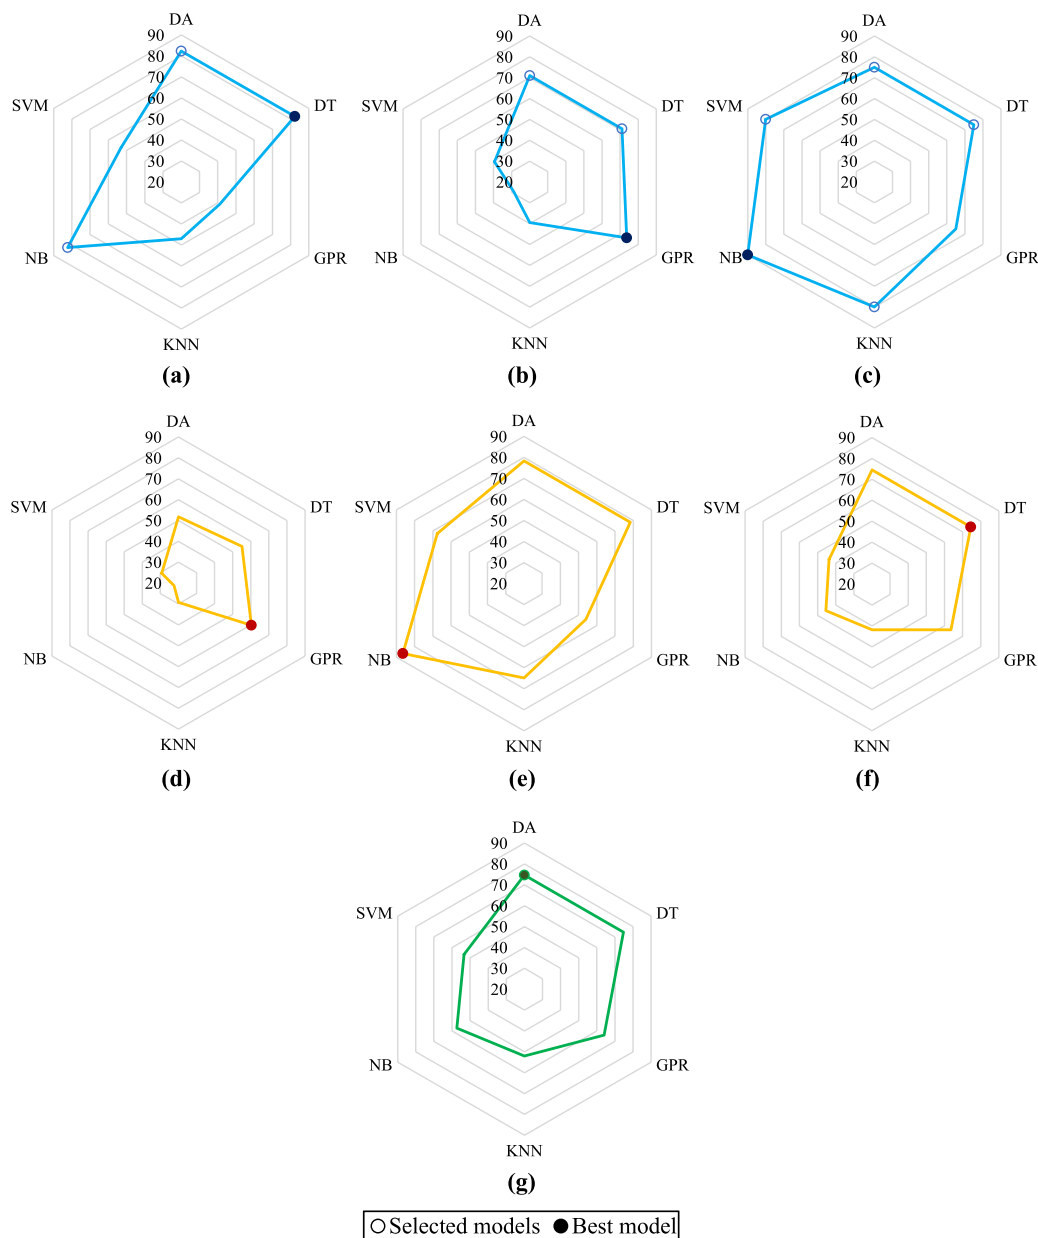 DA
90
80
70
60
50
40
30
20
SVM
DT
NB
GPR
KNN
(a)
DA
90
80
70
60
50
40
30
20
SVM
DT
NB
GPR
KNN
(b)
DA
90
80
70
60
50
40
30
20
SVM
DT
NB
GPR
KNN
(c)
DA
90
80
70
60
50
40
30
20
SVM
DT
NB
GPR
KNN
(d)
DA
90
80
70
60
50
40
30
20
SVM
DT
NB
GPR
KNN
(e)
DA
90
80
70
60
50
40
30
20
SVM
DT
NB
GPR
KNN
(f)
DA
90
80
70
60
50
40
30
20
SVM
DT
NB
GPR
KNN
(g)
Selected models Best model